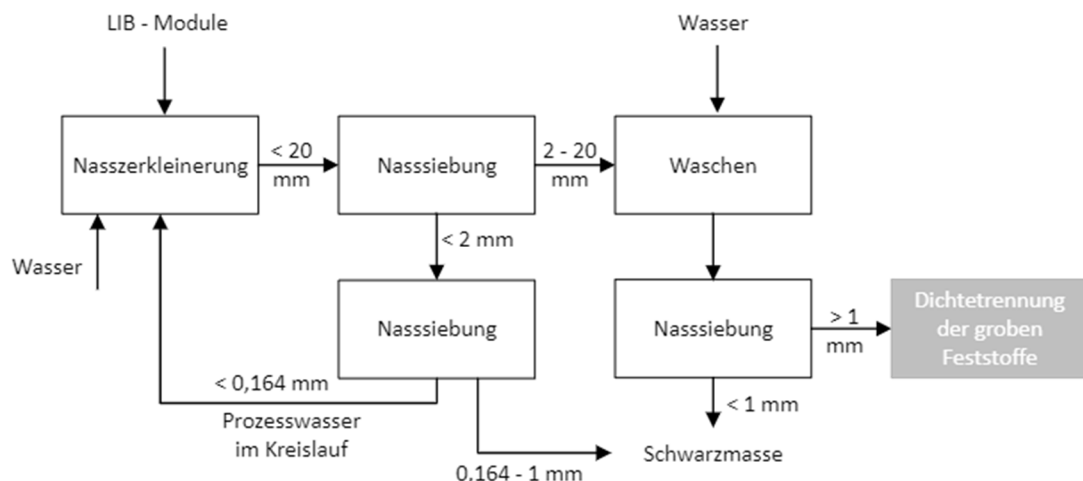 LIB - Module
Wasser
Nasszerkleinerung
< 20
mm
Nasssiebung
2 - 20
mm
Waschen
< 2 mm
Wasser
Nasssiebung
Nasssiebung
> 1
mm
Dichtetrennung
der groben
Feststoffe
< 0,164 mm
Prozesswasser
im Kreislauf
< 1 mm
0,164 - 1 mm
Schwarzmasse